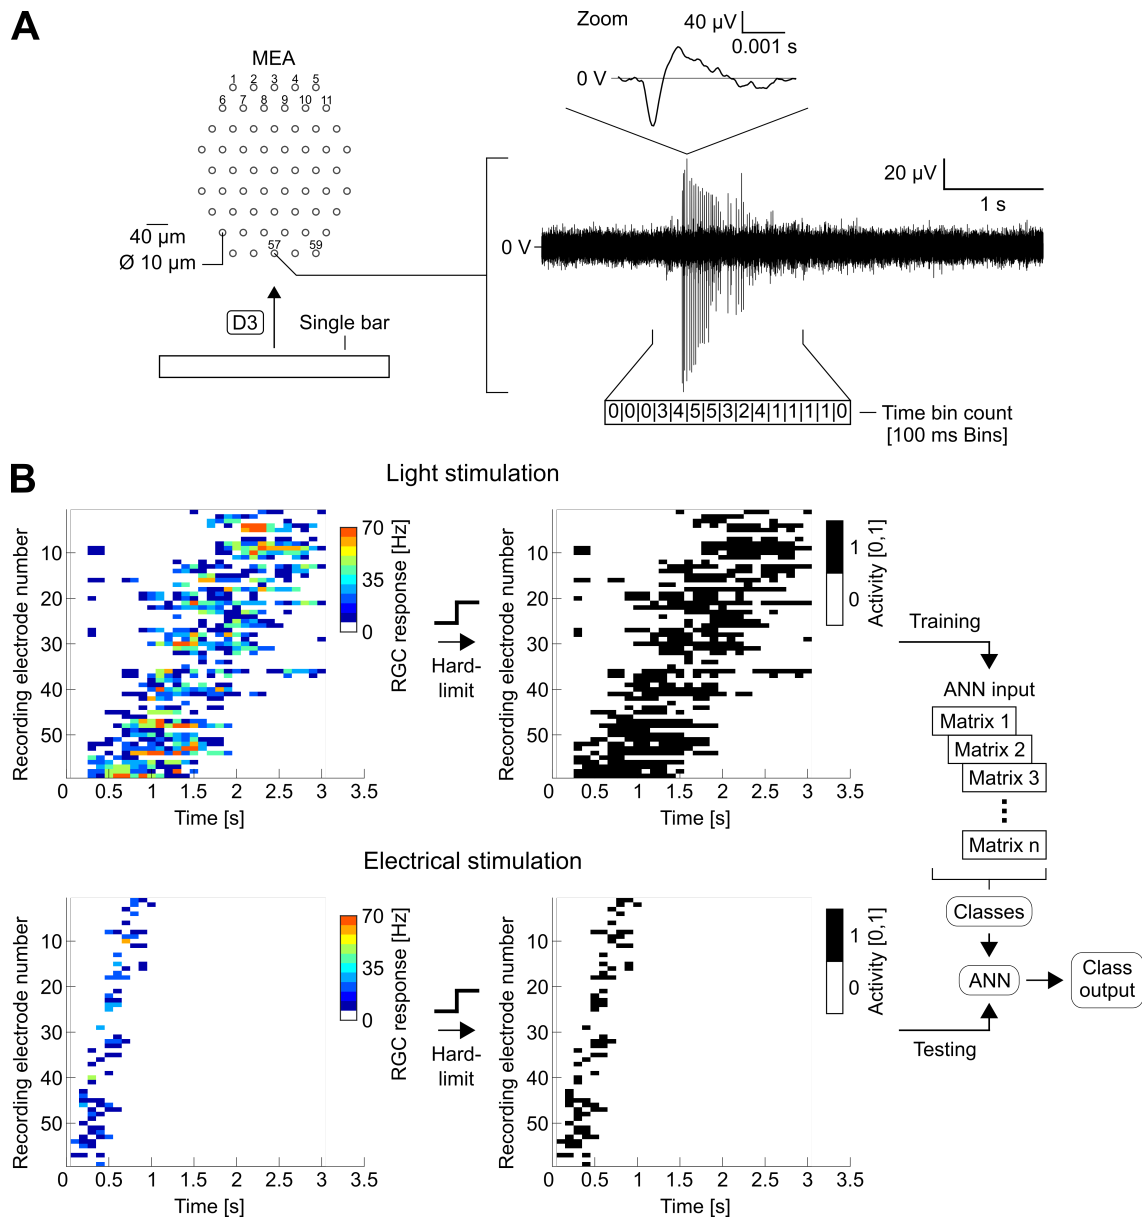 A
MEA
1 2 3 4 5
6 7 8 9 10 11
57 59
40 µm
Ø 10 µm
D3
Single bar
Zoom
40 µV
0.001 s
0 V
20 µV
1 s
0 V
0|0|0|3|4|5|5|3|2|4|1|1|1|1|0
Time bin count
[100 ms Bins]
B
Light stimulation
Recording electrode number
10
20
30
40
50
0 0.5 1 1.5 2 2.5 3 3.5
Time [s]
70
35
0
RGC response [Hz]
Hard-
limit
Recording electrode number
10
20
30
40
50
0 0.5 1 1.5 2 2.5 3 3.5
Time [s]
1
0
Activity [0,1]
Training
ANN input
Matrix 1
Matrix 2
Matrix 3
Matrix n
Classes
ANN
Class
output
Testing
Electrical stimulation
Recording electrode number
10
20
30
40
50
0 0.5 1 1.5 2 2.5 3 3.5
Time [s]
70
35
0
RGC response [Hz]
Hard-
limit
Recording electrode number
10
20
30
40
50
0 0.5 1 1.5 2 2.5 3 3.5
Time [s]
1
0
Activity [0,1]